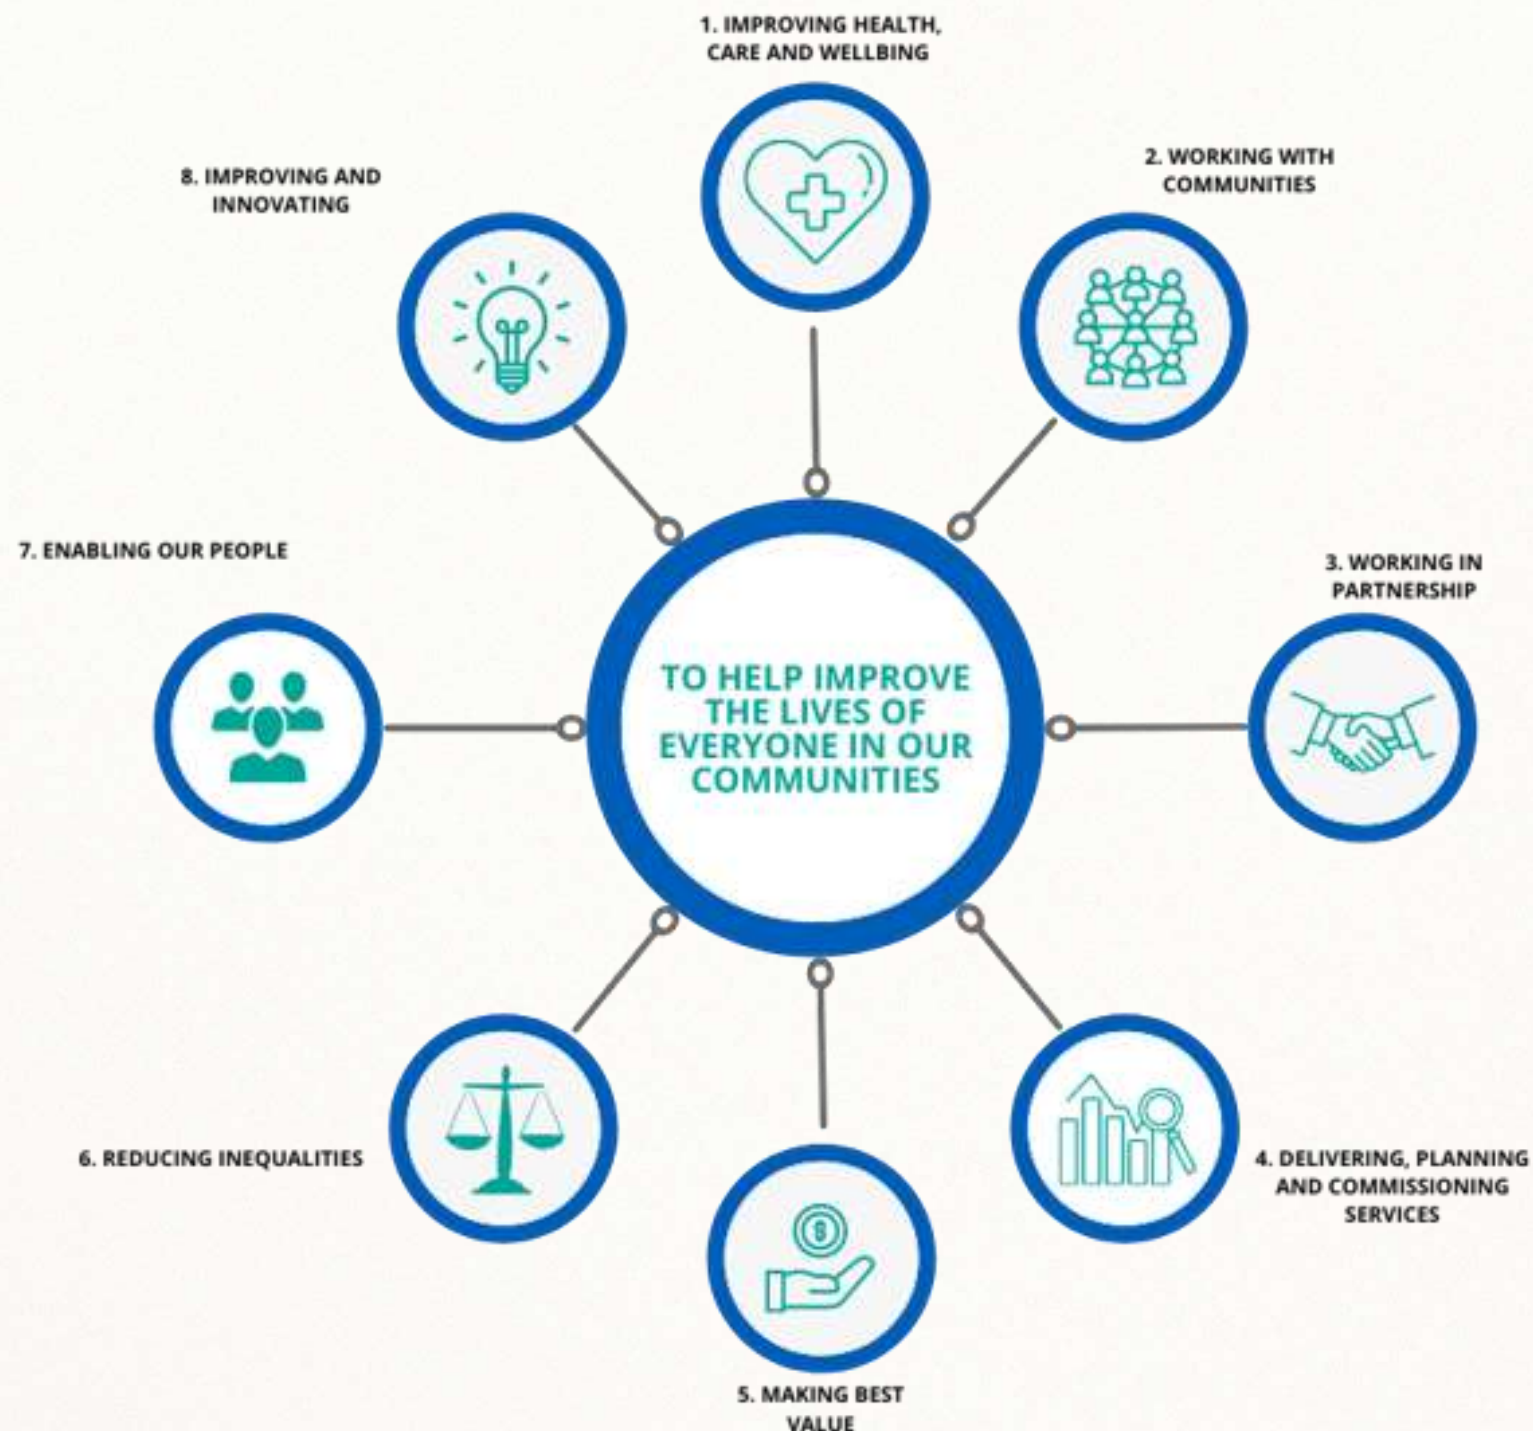 1. IMPROVING HEALTH,
CARE AND WELLBING
2. WORKING WITH
COMMUNITIES
3. WORKING IN
PARTNERSHIP
4. DELIVERING, PLANNING
AND COMMISSIONING
SERVICES
5. MAKING BEST
VALUE
6. REDUCING INEQUALITIES
7. ENABLING OUR PEOPLE
8. IMPROVING AND
INNOVATING
TO HELP IMPROVE
THE LIVES OF
EVERYONE IN OUR
COMMUNITIES
$